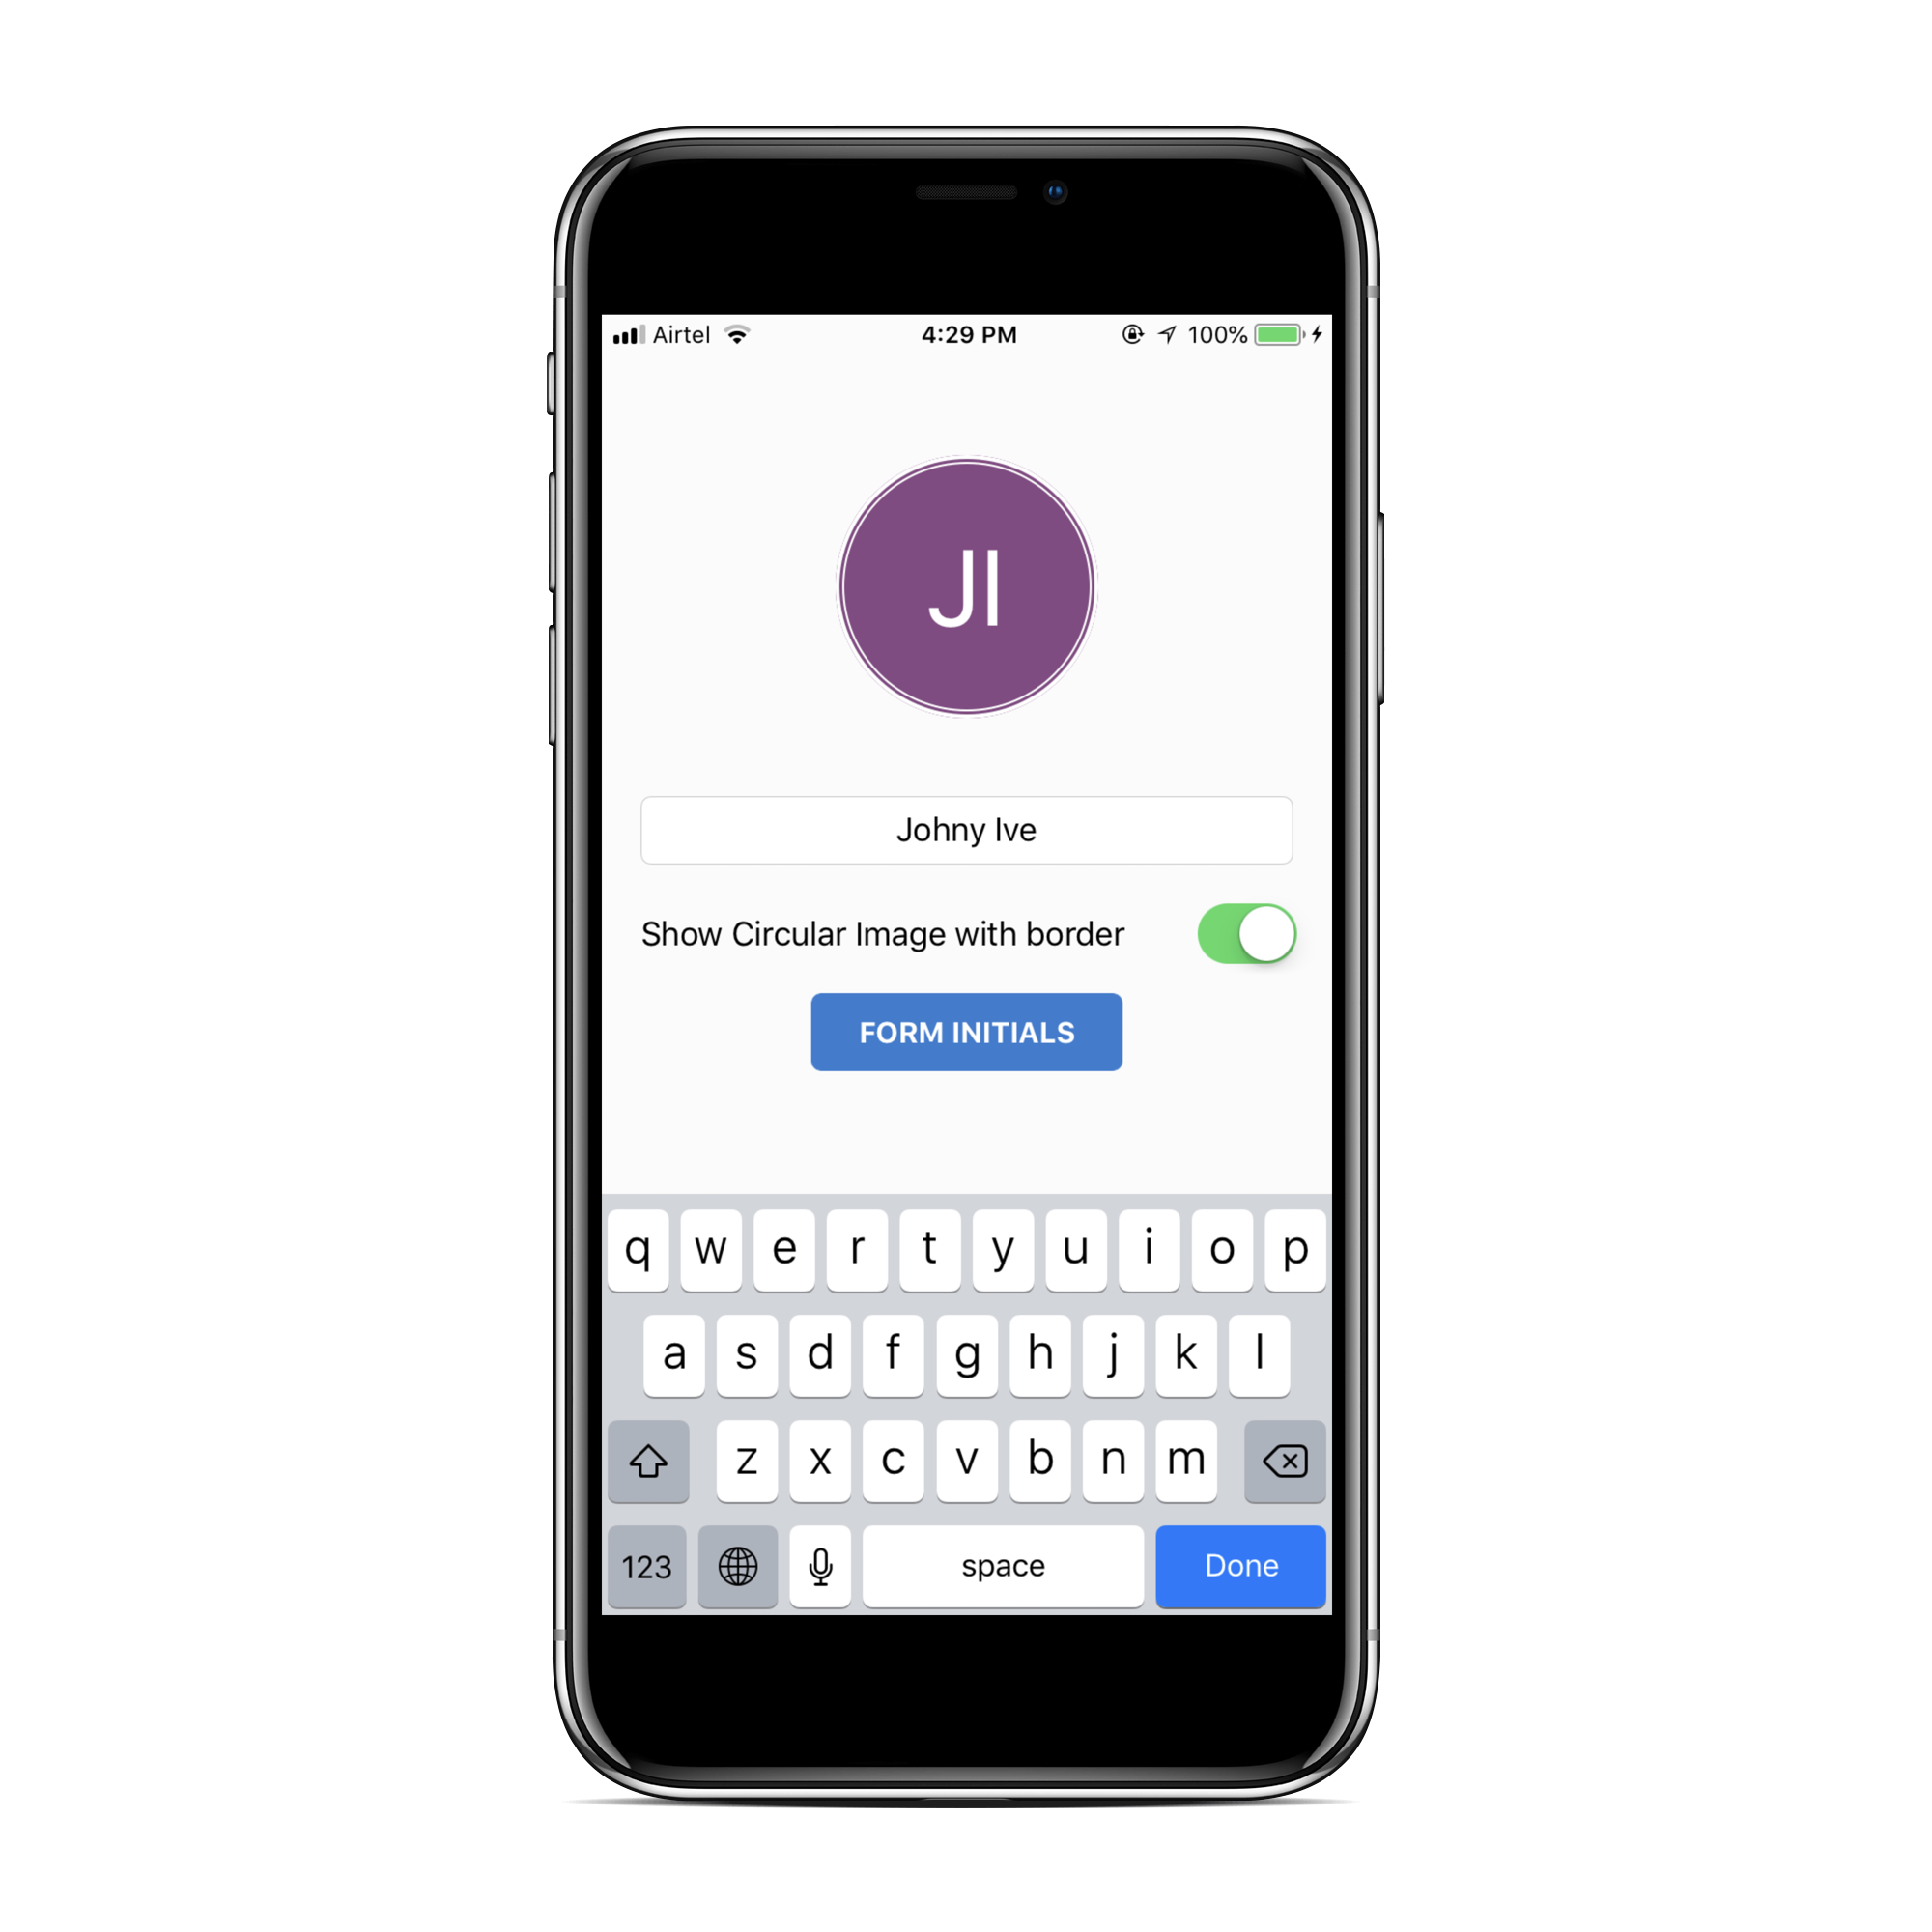 Airtel 4:29 PM 100%
JI
Johny Ive
Show Circular Image with border
FORM INITIALS
q w e r t y u i o p
a s d f g h j k l
z x c v b n m
123 space Done